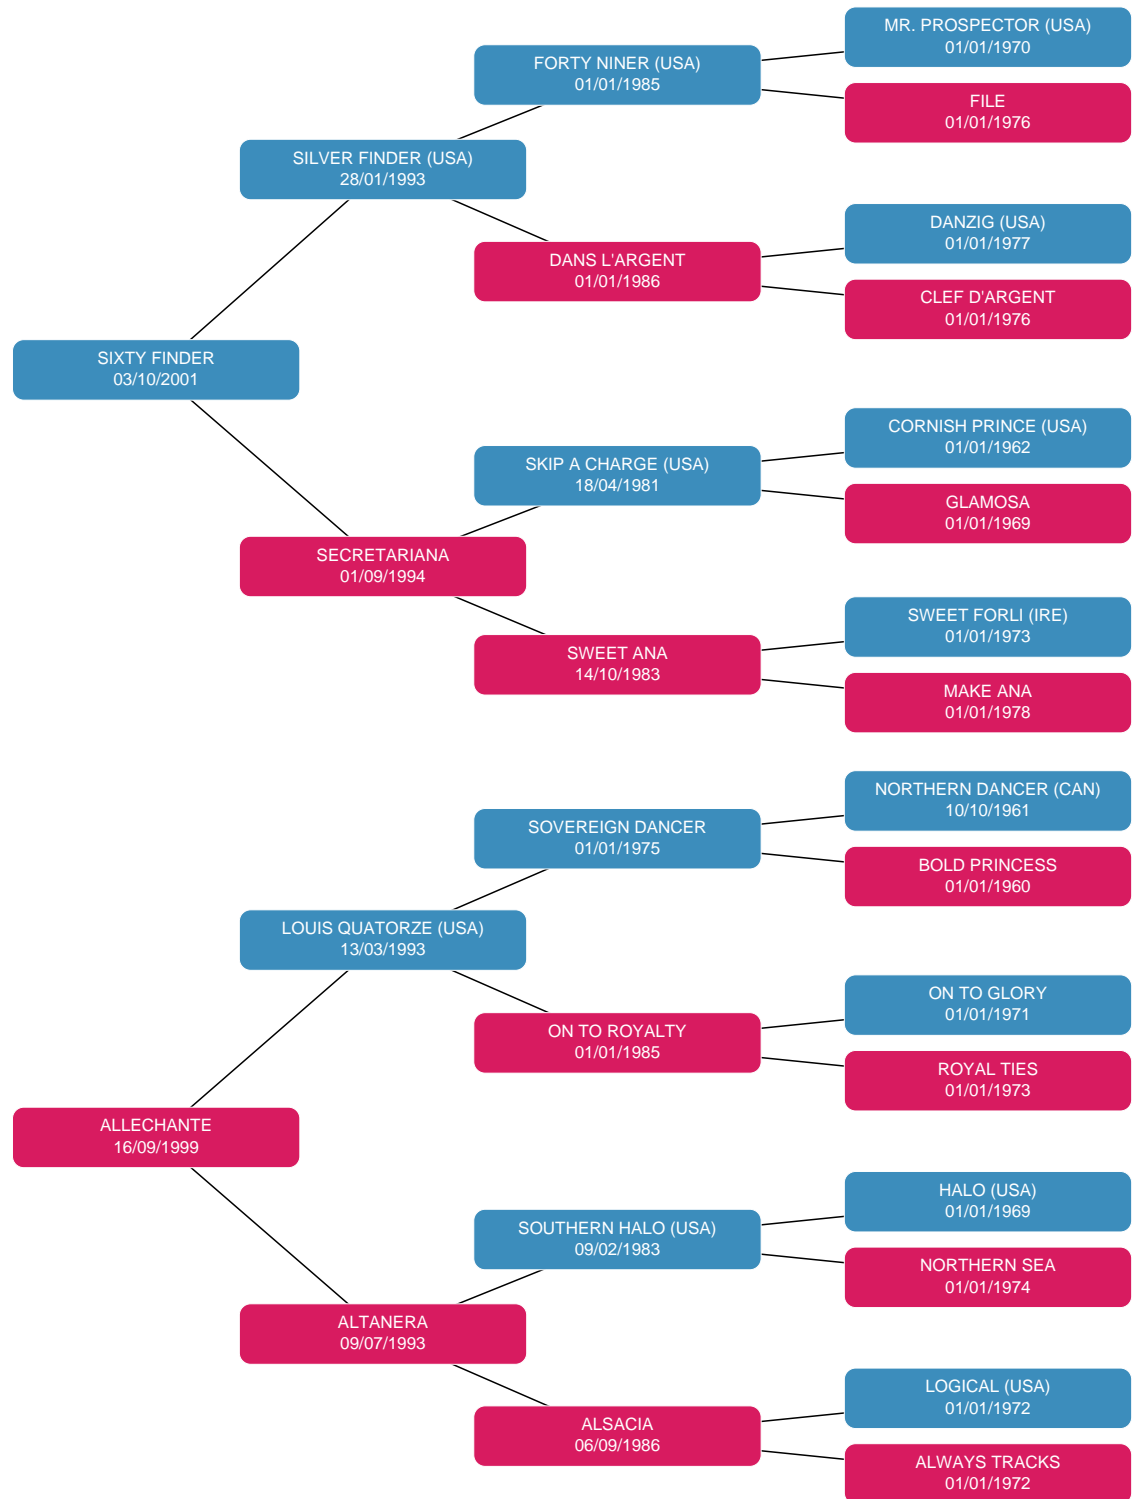 MR. PROSPECTOR (USA)
01/01/1970
FORTY NINER (USA)
01/01/1985
FILE
01/01/1976
SILVER FINDER (USA)
28/01/1993
DANZIG (USA)
01/01/1977
DANS L'ARGENT
01/01/1986
CLEF D'ARGENT
01/01/1976
SIXTY FINDER
03/10/2001
CORNISH PRINCE (USA)
01/01/1962
SKIP A CHARGE (USA)
18/04/1981
GLAMOSA
01/01/1969
SECRETARIANA
01/09/1994
SWEET FORLI (IRE)
01/01/1973
SWEET ANA
14/10/1983
MAKE ANA
01/01/1978
NORTHERN DANCER (CAN)
10/10/1961
SOVEREIGN DANCER
01/01/1975
BOLD PRINCESS
01/01/1960
LOUIS QUATORZE (USA)
13/03/1993
ON TO GLORY
01/01/1971
ON TO ROYALTY
01/01/1985
ROYAL TIES
01/01/1973
ALLECHANTE
16/09/1999
HALO (USA)
01/01/1969
SOUTHERN HALO (USA)
09/02/1983
NORTHERN SEA
01/01/1974
ALTANERA
09/07/1993
LOGICAL (USA)
01/01/1972
ALSACIA
06/09/1986
ALWAYS TRACKS
01/01/1972